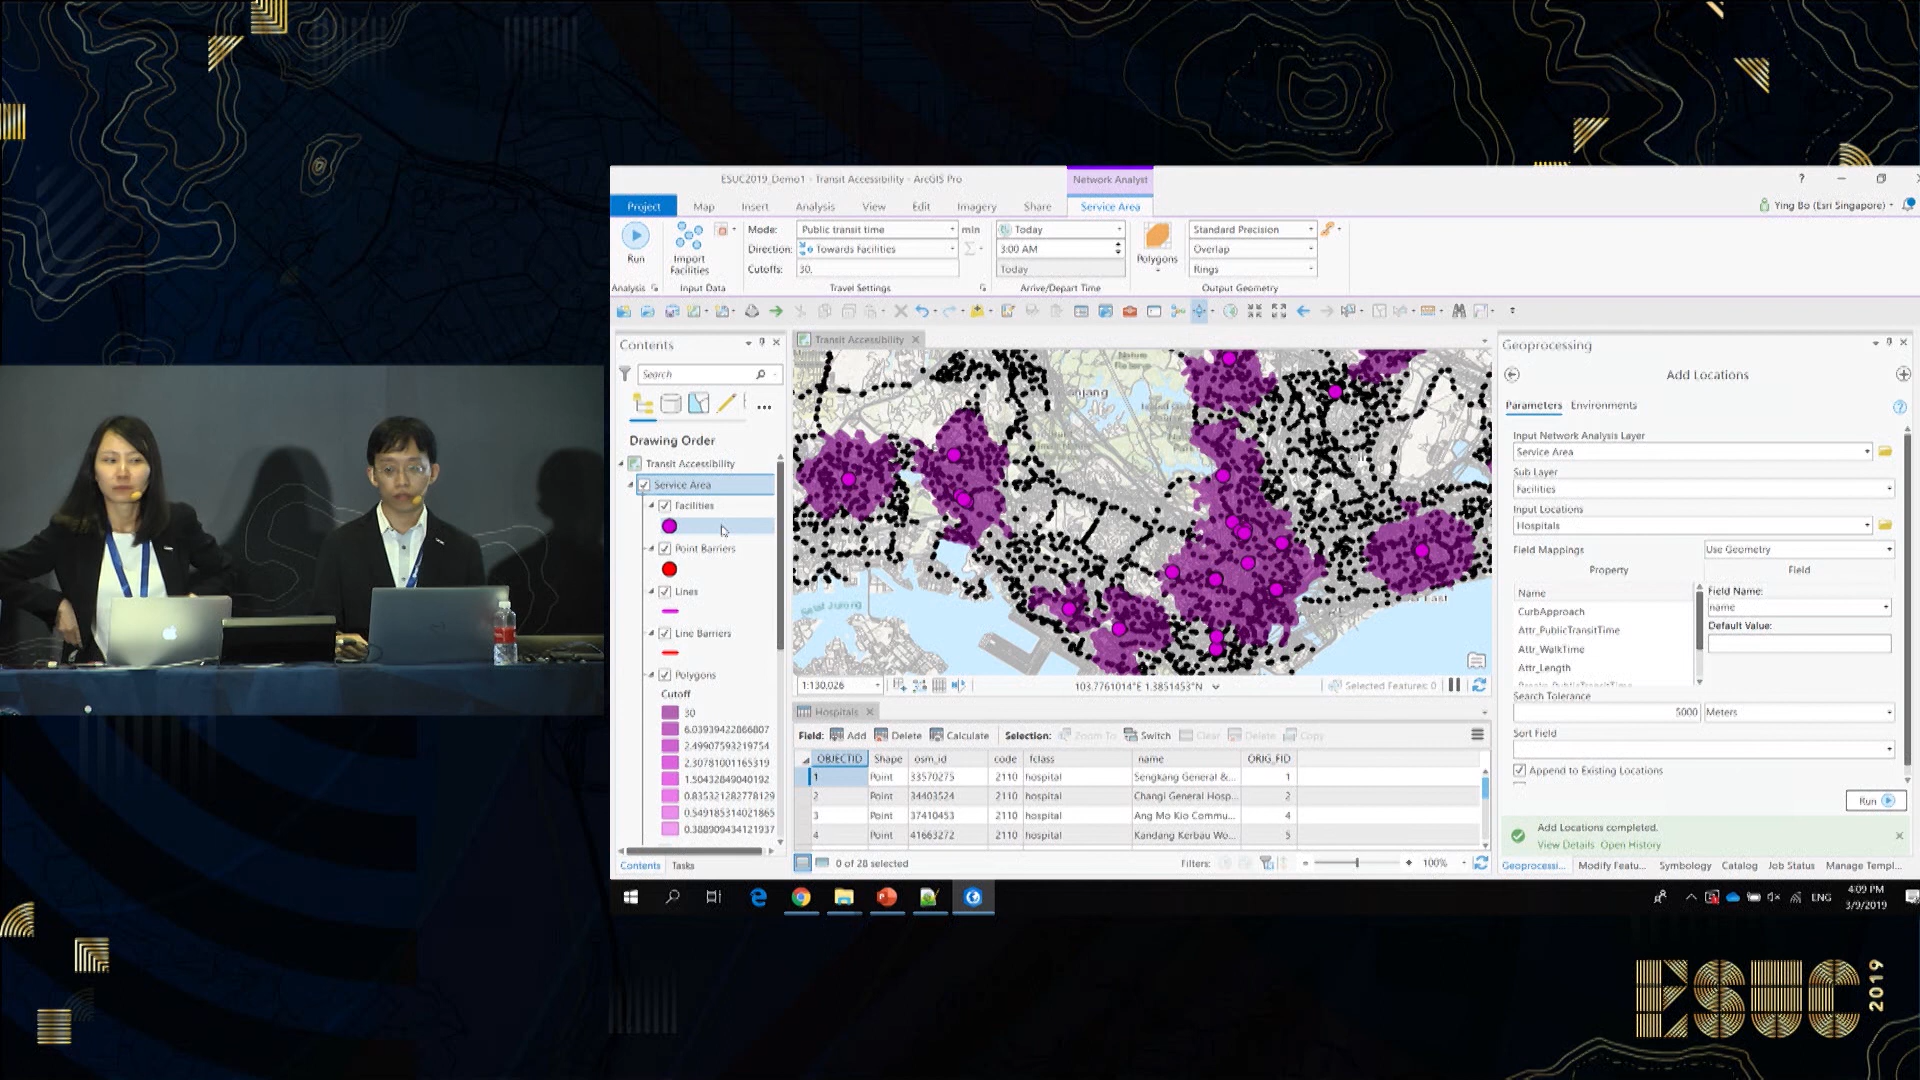 ESUC2019_Demo1 - Transit Accessibility - ArcGIS Pro
Network Analyst
?
Project Map Insert Analysis View Edit Imagery Share Service Area
Ying Bo (Esri Singapore)
Run
Import Facilities
Mode: Public transit time min
Direction: Towards Facilities
Cutoffs: 30,
Today
3:00 AM
Today
Polygons
Standard Precision
Overlap
Rings
Analysis Input Data Travel Settings Arrive/Depart Time Output Geometry
Contents
Search
Drawing Order
Transit Accessibility
Service Area
Facilities
Point Barriers
Lines
Line Barriers
Polygons
Cutoff
30
6.03939422866807
2.49907593219754
2.30781001165319
1.50432849040192
0.835321282778129
0.549185314021865
0.388909434121937
Contents Tasks
Transit Accessibility
1:130,026
103.7761014°E 1.3851453°N
Selected Features: 0
Hospitals
Field: Add Delete Calculate Selection: Zoom To Switch Clear Delete Copy
OBJECTID Shape osm_id code fclass name ORIG_FID
1 Point 33570275 2110 hospital Sengkang General &... 1
2 Point 34403524 2110 hospital Changi General Hosp... 2
3 Point 37410453 2110 hospital Ang Mo Kio Commu... 4
4 Point 41663272 2110 hospital Kandang Kerbau Wo... 5
0 of 28 selected
Filters:
100%
Geoprocessing
Add Locations
Parameters Environments
Input Network Analysis Layer
Service Area
Sub Layer
Facilities
Input Locations
Hospitals
Field Mappings Use Geometry
Property Field
Name
CurbApproach
Attr_PublicTransitTime
Attr_WalkTime
Attr_Length
Field Name:
name
Default Value:
Search Tolerance
5000 Meters
Sort Field
Append to Existing Locations
Run
Add Locations completed.
View Details Open History
Geoprocessi... Modify Featu... Symbology Catalog Job Status Manage Templ...
ENG
4:09 PM
3/9/2019
ESUC 2019